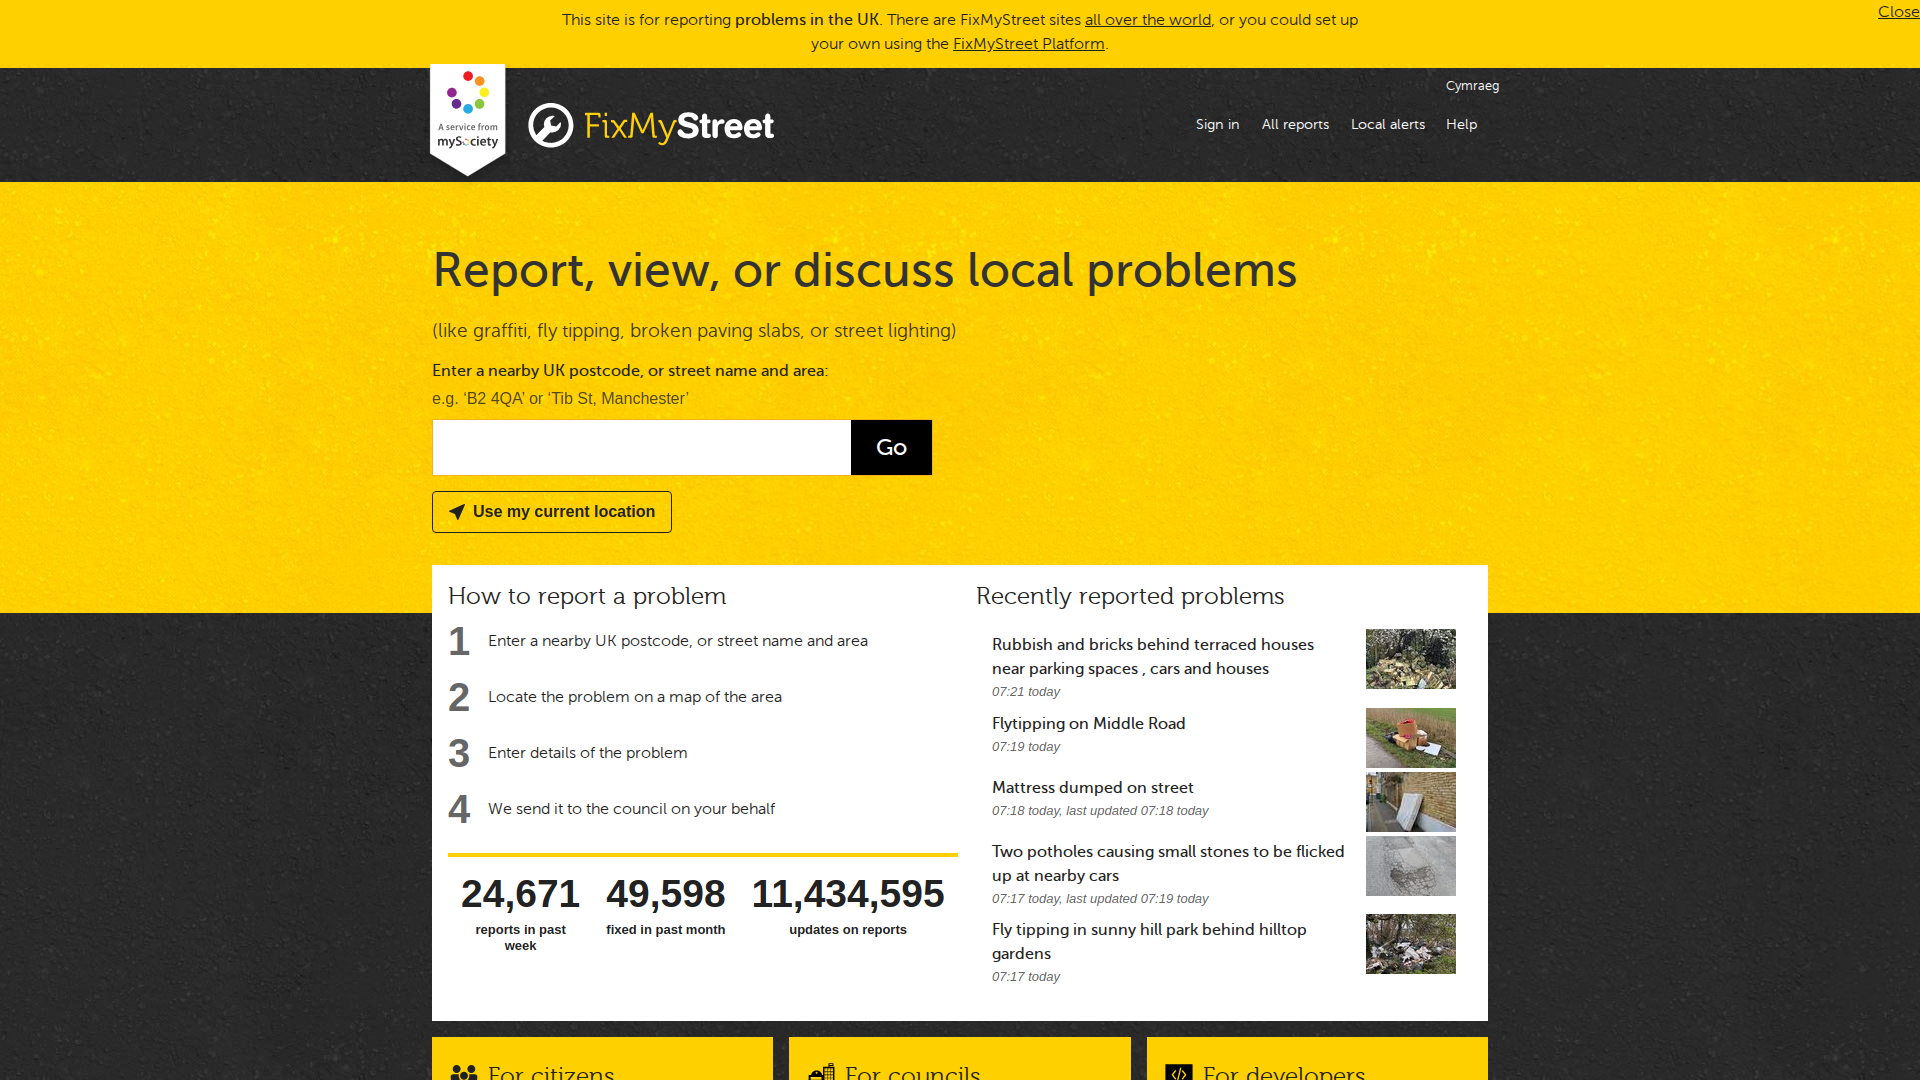 This site is for reporting problems in the UK. There are FixMyStreet sites all over the world, or you could set up
your own using the FixMyStreet Platform.
Close
A service from
mySociety
FixMyStreet
Cymraeg
Sign in
All reports
Local alerts
Help
Report, view, or discuss local problems
(like graffiti, fly tipping, broken paving slabs, or street lighting)
Enter a nearby UK postcode, or street name and area:
e.g. ‘B2 4QA’ or ‘Tib St, Manchester’
Go
Use my current location
How to report a problem
1 Enter a nearby UK postcode, or street name and area
2 Locate the problem on a map of the area
3 Enter details of the problem
4 We send it to the council on your behalf
24,671
reports in past
week
49,598
fixed in past month
11,434,595
updates on reports
Recently reported problems
Rubbish and bricks behind terraced houses
near parking spaces , cars and houses
07:21 today
Flytipping on Middle Road
07:19 today
Mattress dumped on street
07:18 today, last updated 07:18 today
Two potholes causing small stones to be flicked
up at nearby cars
07:17 today, last updated 07:19 today
Fly tipping in sunny hill park behind hilltop
gardens
07:17 today
For citizens
For councils
For developers